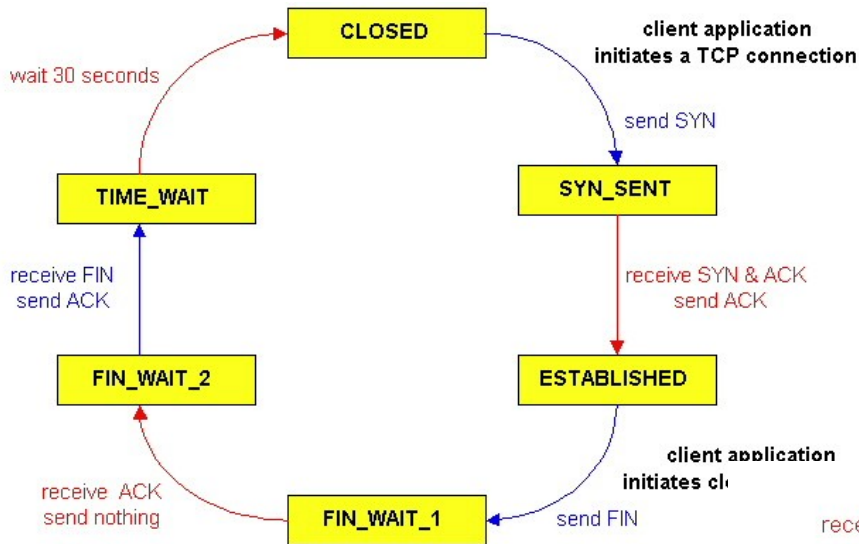 CLOSED
client application
initiates a TCP connection
wait 30 seconds
send SYN
TIME_WAIT
SYN_SENT
receive FIN
send ACK
receive SYN & ACK
send ACK
FIN_WAIT_2
ESTABLISHED
client application
initiates
receive ACK
send nothing
FIN_WAIT_1
send FIN